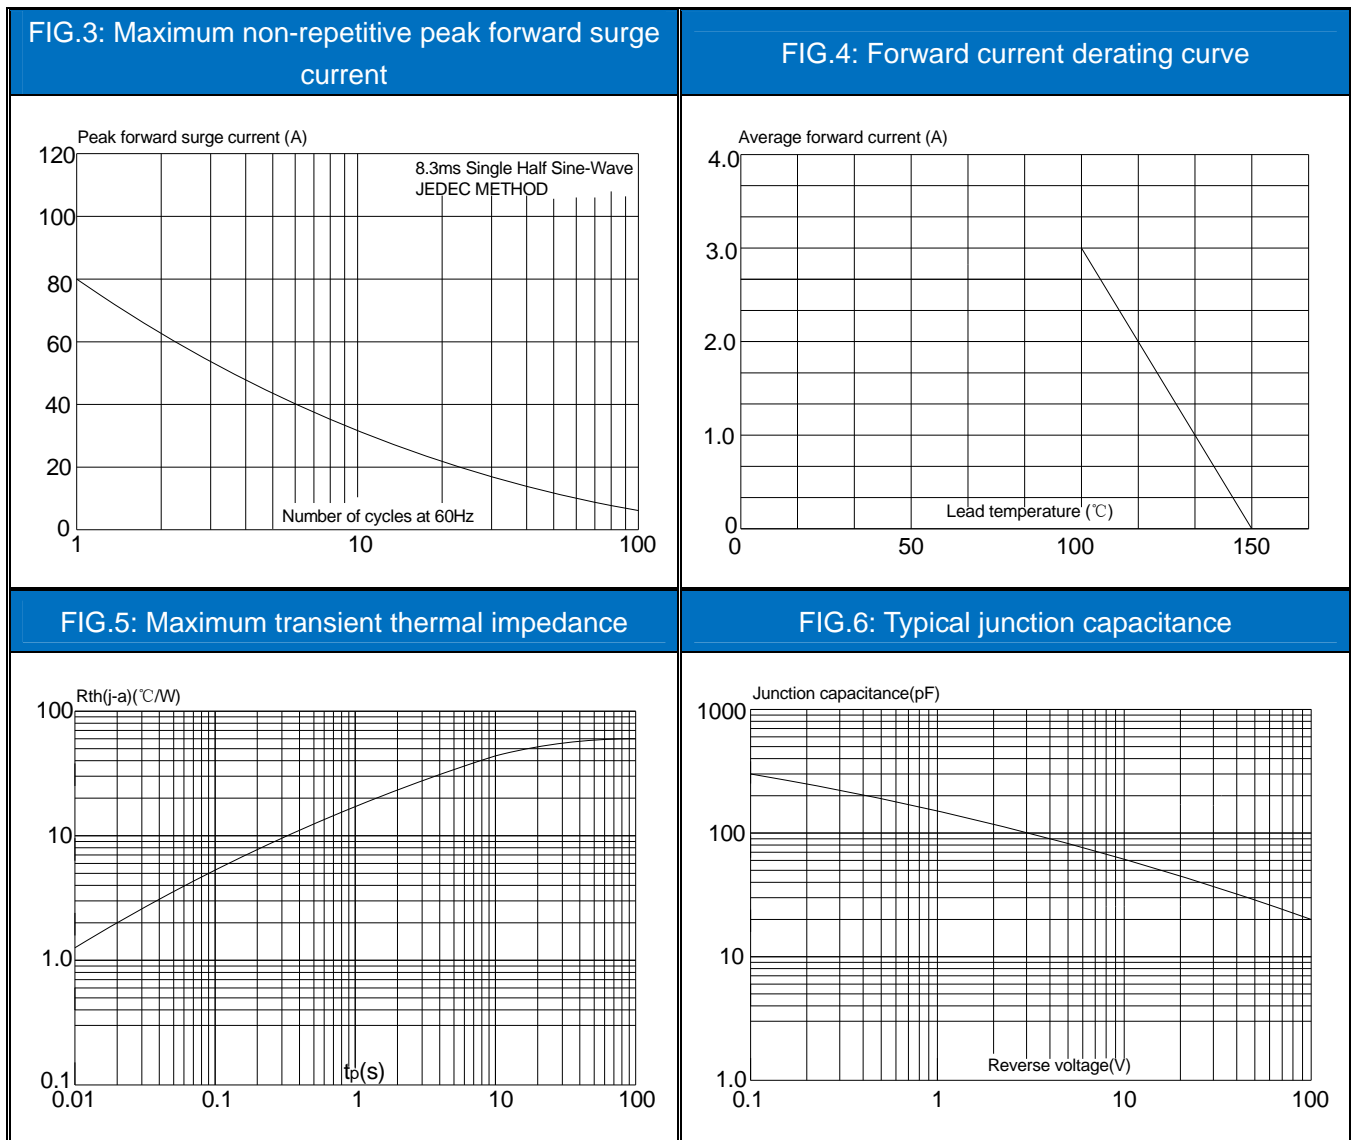 FIG.3: Maximum non-repetitive peak forward surge
current
FIG.4: Forward current derating curve
Peak forward surge current (A)
120
100
80
60
40
20
0
8.3ms Single Half Sine-Wave
JEDEC METHOD
Number of cycles at 60Hz
1
10
100
Average forward current (A)
4.0
3.0
2.0
1.0
0
Lead temperature (℃)
0
50
100
150
FIG.5: Maximum transient thermal impedance
FIG.6: Typical junction capacitance
Rth(j-a)(℃/W)
100
10
1.0
0.1
tp(s)
0.01
0.1
1
10
100
Junction capacitance(pF)
1000
100
10
1.0
Reverse voltage(V)
0.1
1
10
100